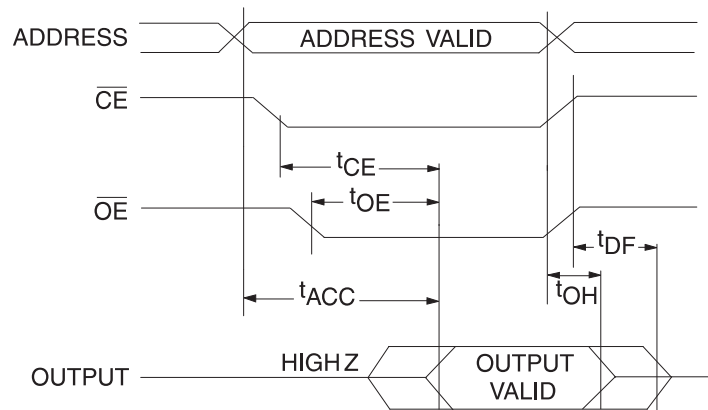 ADDRESS
ADDRESS VALID
CE
tCE
tOE
OE
tDF
tACC
tOH
OUTPUT
HIGH Z
OUTPUT
VALID